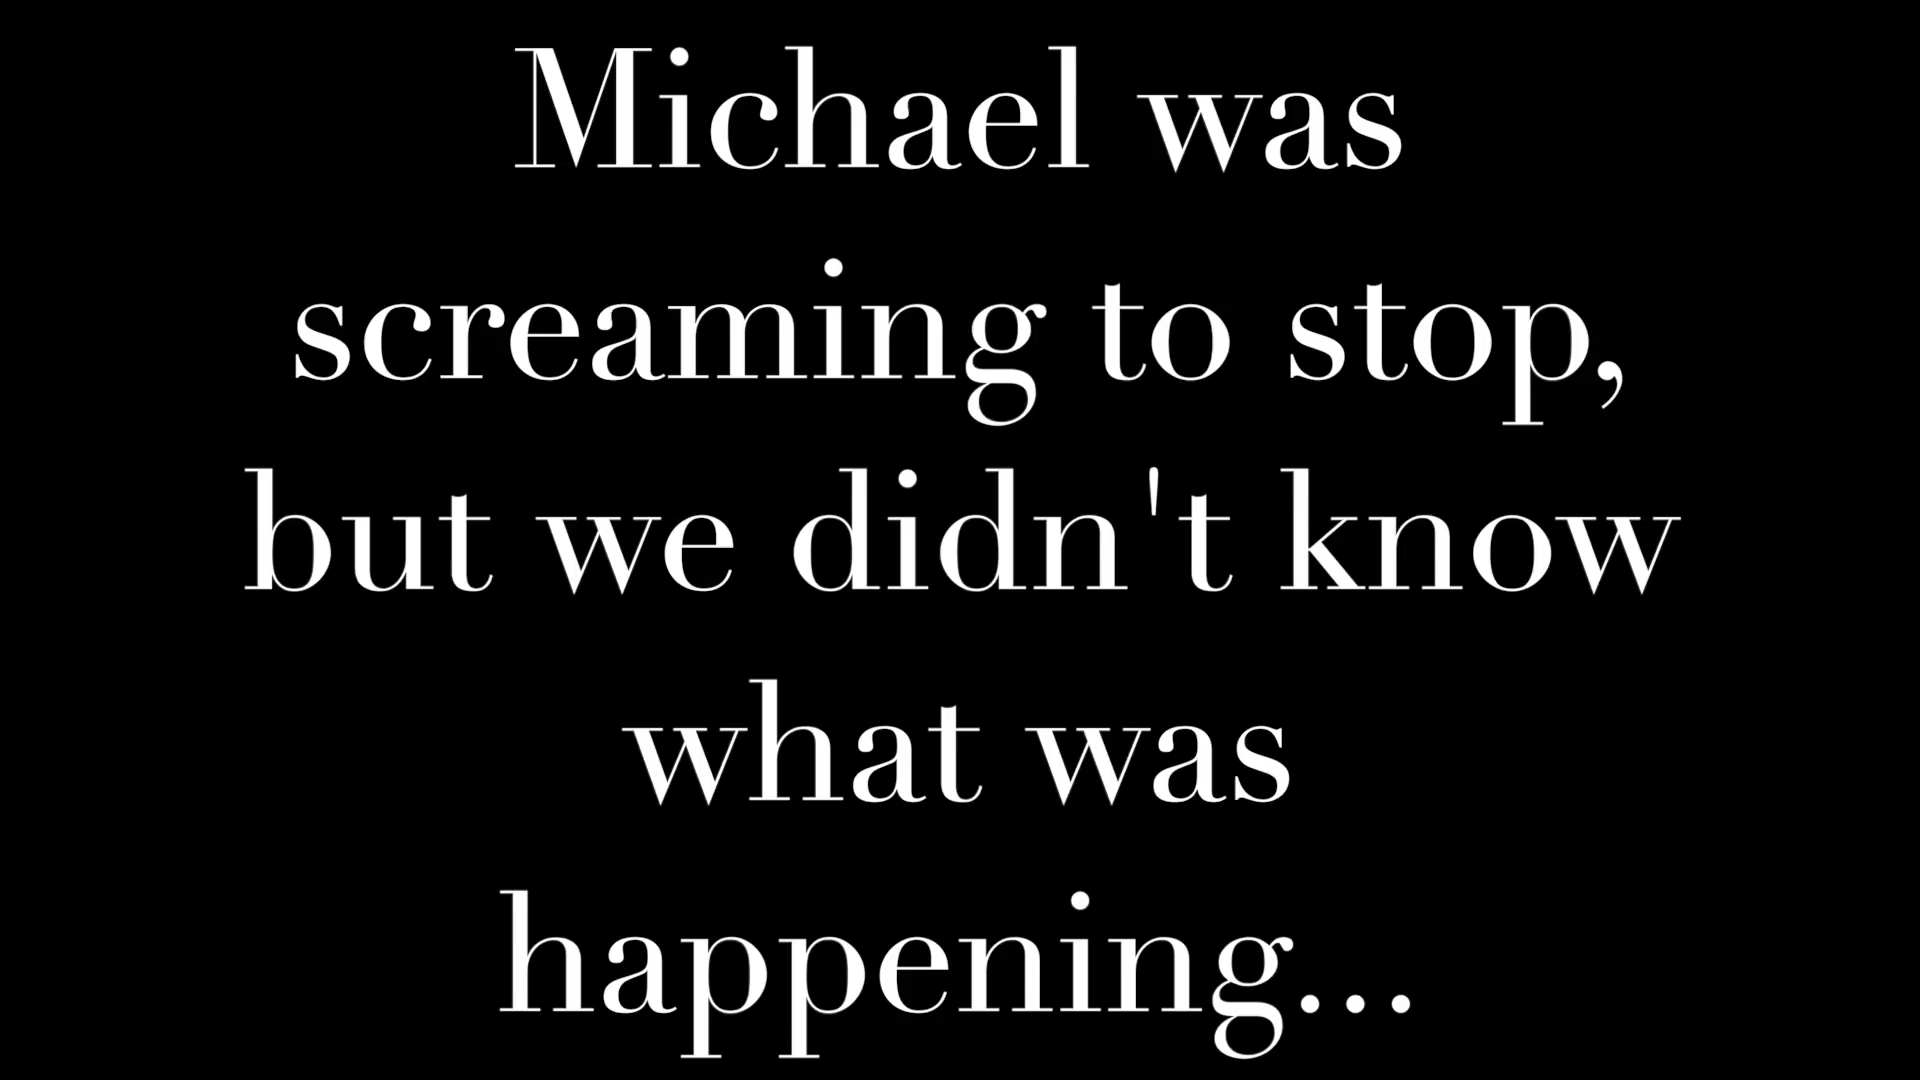 Michael was
screaming to stop,
but we didn't know
what was
happening...